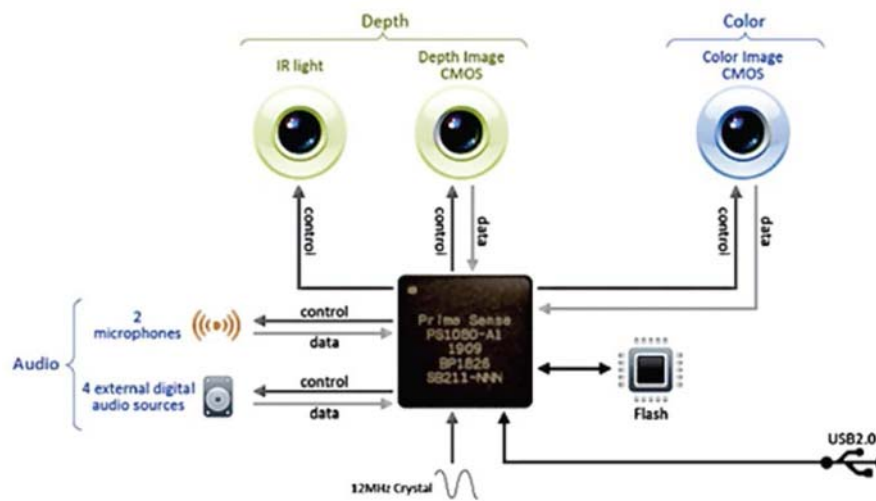 Depth
Color
IR light
Depth Image
CMOS
Color Image
CMOS
control
control
data
control
data
Audio
2
microphones
control
data
4 external digital
audio sources
control
data
Prime Sense
PS1080-A1
1909
BP1826
SB211-NNN
Flash
USB2.0
12MHz Crystal